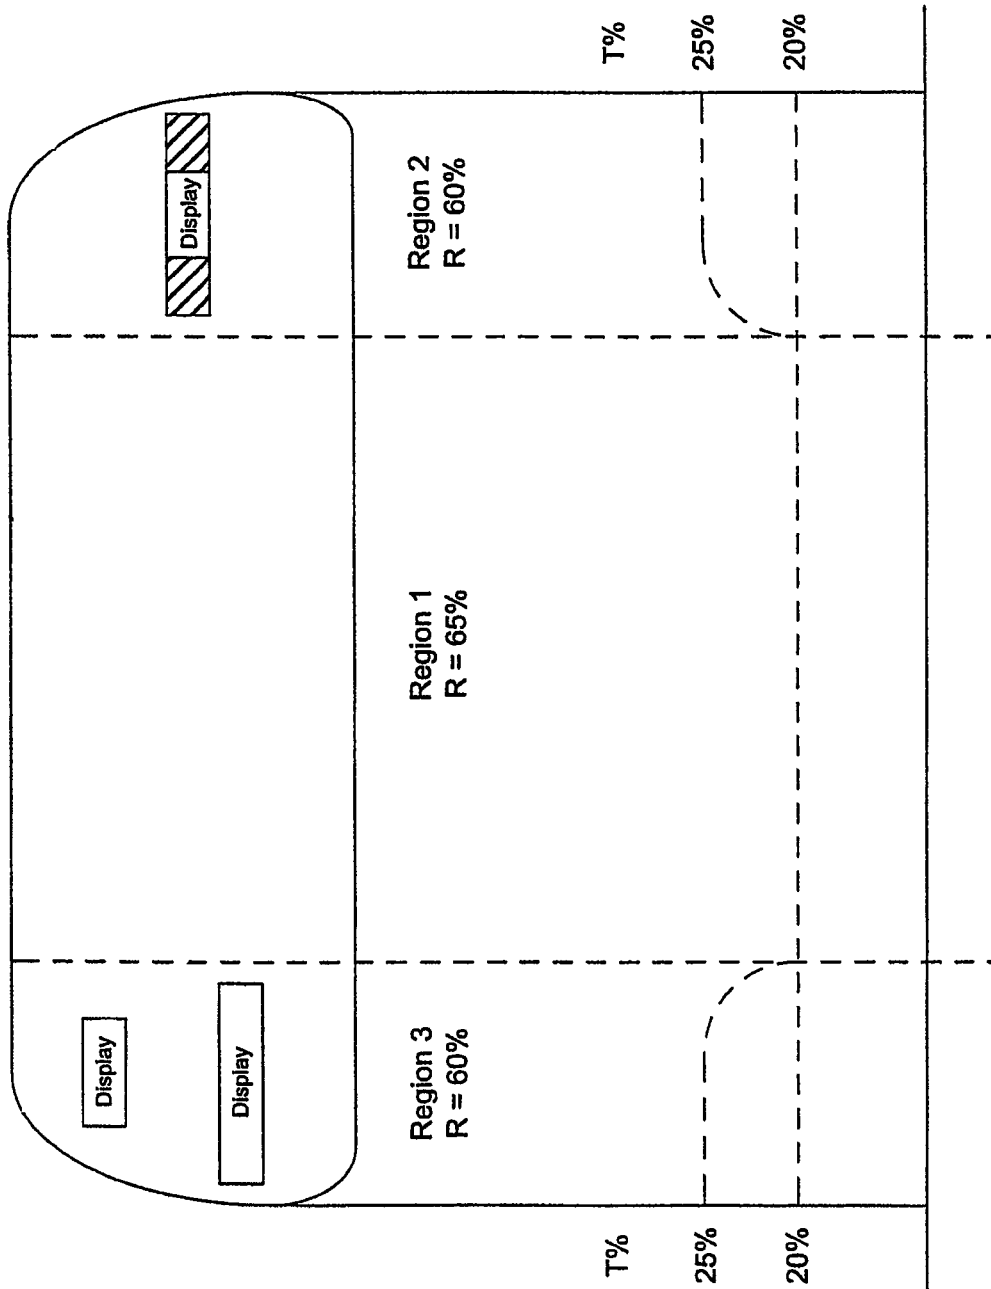 Display
Display
Display
Region 3
R = 60%
Region 1
R = 65%
Region 2
R = 60%
T%
25%
20%
T%
25%
20%